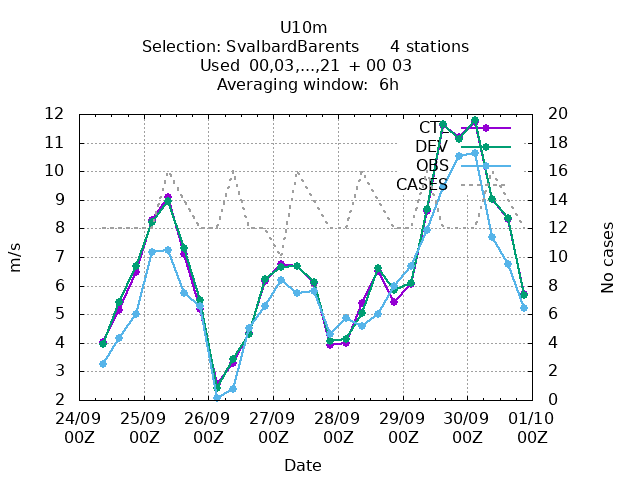 U10m
Selection: SvalbardBarents 4 stations
Used 00,03,...,21 + 00 03
Averaging window: 6h
12 20
11 18
10 16
9 14
8 12
7 10
6 8
5 6
4 4
3 2
2 0
m/s
No cases
CTL
DEV
OBS
CASES
24/09 25/09 26/09 27/09 28/09 29/09 30/09 01/10
00Z 00Z 00Z 00Z 00Z 00Z 00Z 00Z
Date